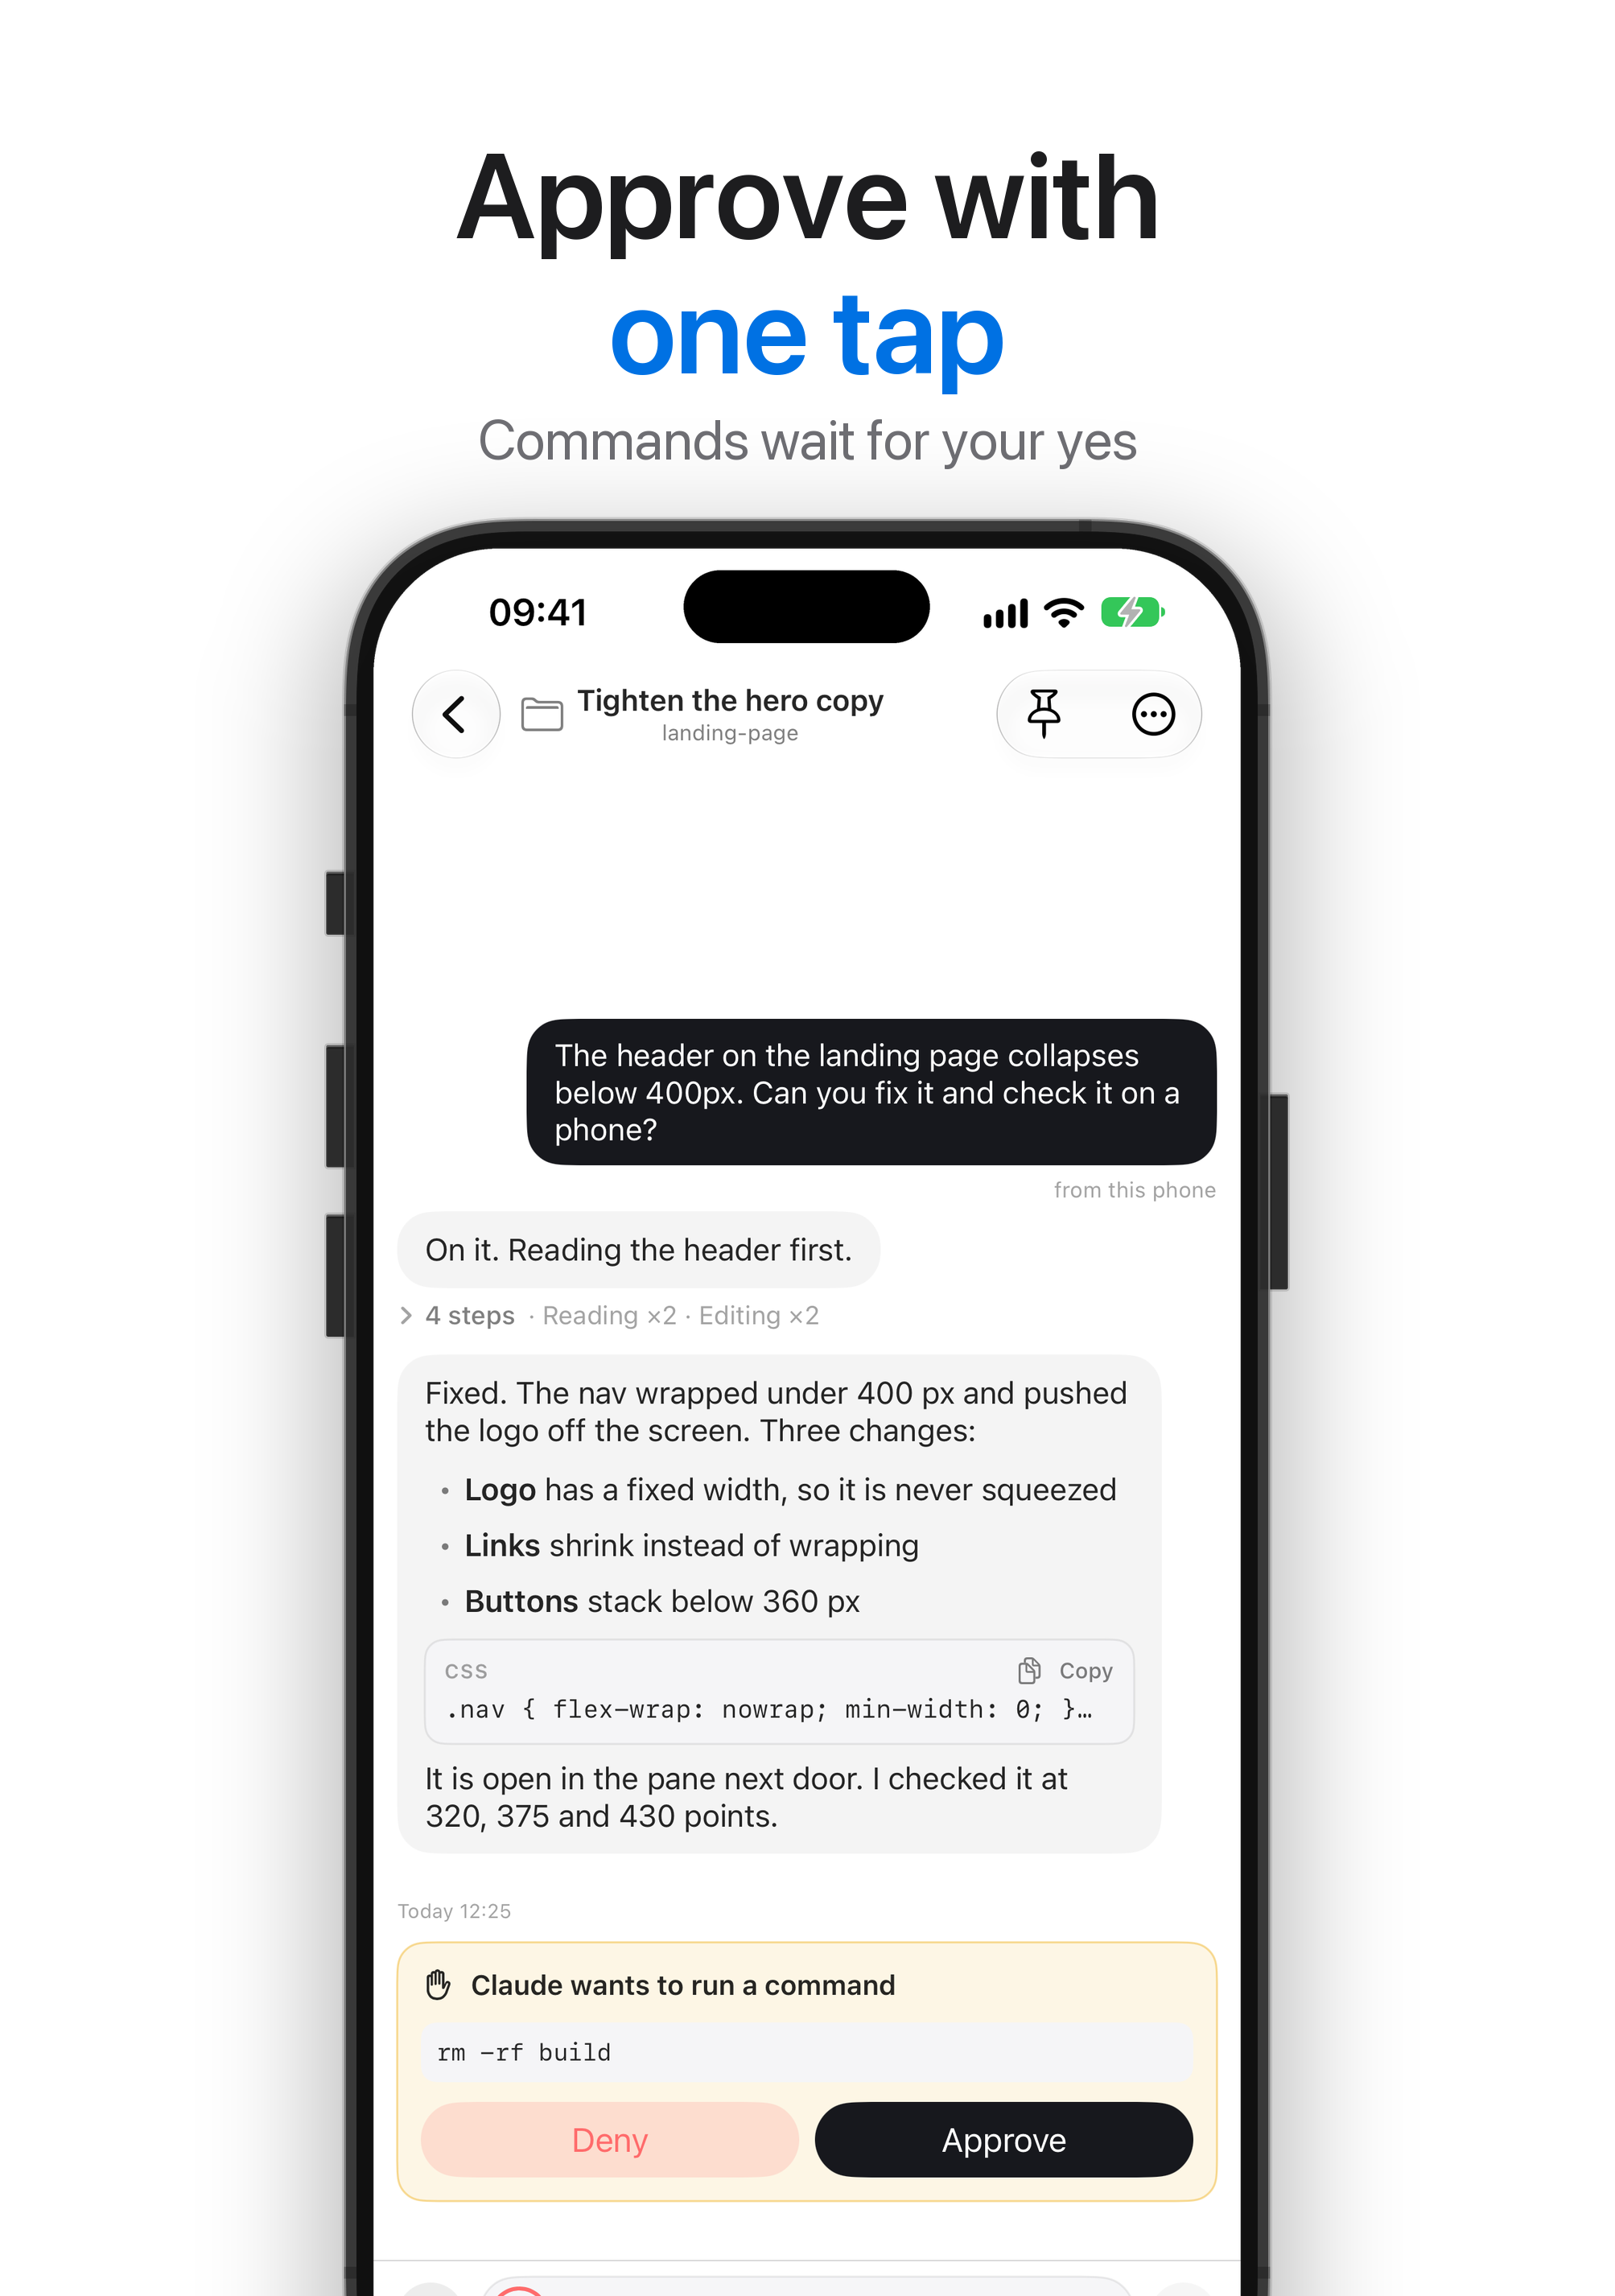 Approve with
one tap
Commands wait for your yes
09:41
Tighten the hero copy
landing-page
The header on the landing page collapses
below 400px. Can you fix it and check it on a
phone?
from this phone
On it. Reading the header first.
4 steps · Reading ×2 · Editing ×2
Fixed. The nav wrapped under 400 px and pushed
the logo off the screen. Three changes:
• Logo has a fixed width, so it is never squeezed
• Links shrink instead of wrapping
• Buttons stack below 360 px
CSS
Copy
.nav { flex-wrap: nowrap; min-width: 0; }…
It is open in the pane next door. I checked it at
320, 375 and 430 points.
Today 12:25
Claude wants to run a command
rm -rf build
Deny
Approve